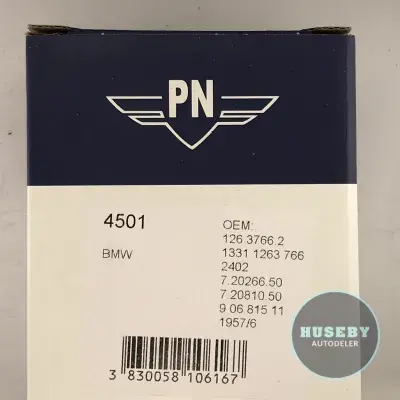 PN
4501
BMW
OEM:
126 3766.2
1331 1263 766
2402
7.20266.50
7 20810 50
9 06 815 11
1957/6
3 830058 106167
HUSEBY
AUTODELER